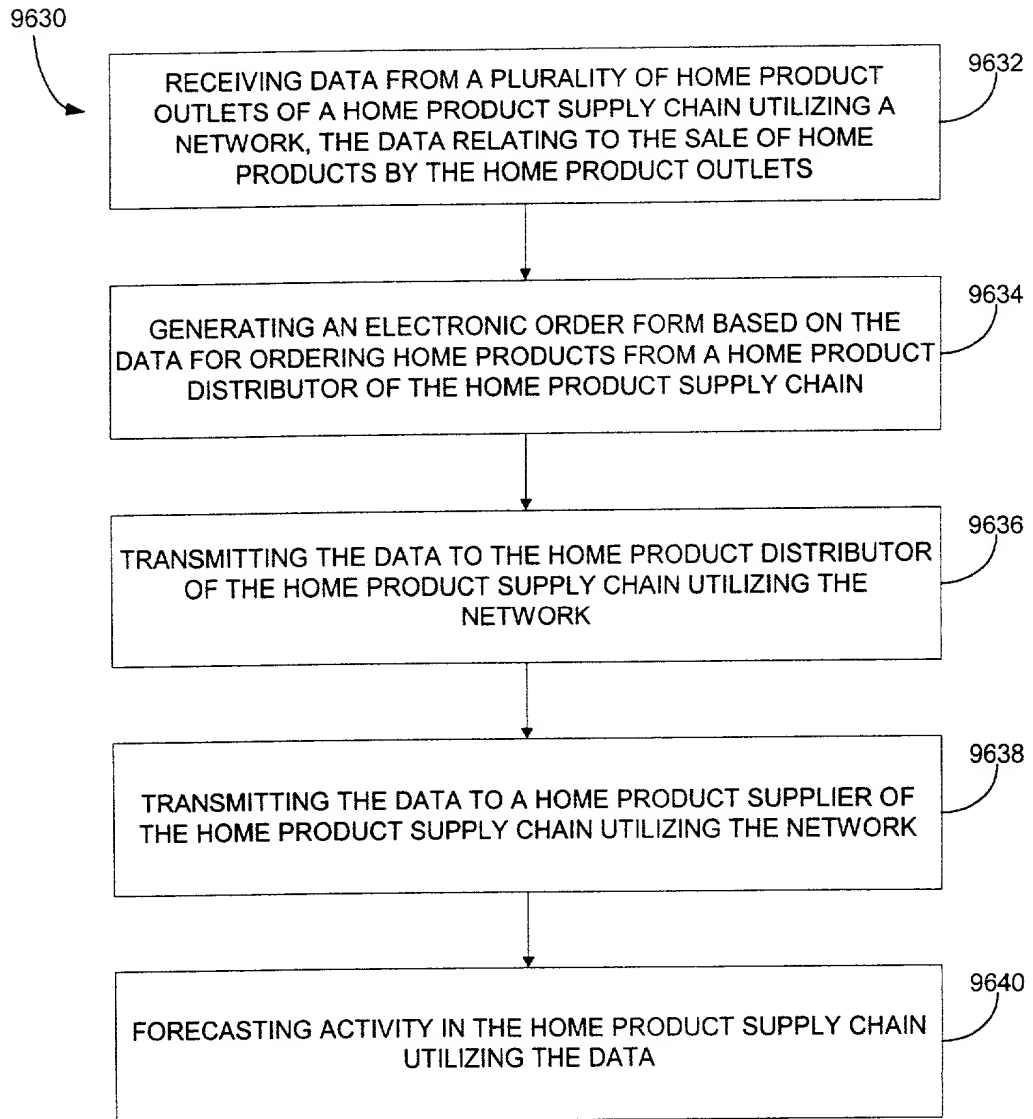 9630
RECEIVING DATA FROM A PLURALITY OF HOME PRODUCT
OUTLETS OF A HOME PRODUCT SUPPLY CHAIN UTILIZING A
NETWORK, THE DATA RELATING TO THE SALE OF HOME
PRODUCTS BY THE HOME PRODUCT OUTLETS
9632
GENERATING AN ELECTRONIC ORDER FORM BASED ON THE
DATA FOR ORDERING HOME PRODUCTS FROM A HOME PRODUCT
DISTRIBUTOR OF THE HOME PRODUCT SUPPLY CHAIN
9634
TRANSMITTING THE DATA TO THE HOME PRODUCT DISTRIBUTOR
OF THE HOME PRODUCT SUPPLY CHAIN UTILIZING THE
NETWORK
9636
TRANSMITTING THE DATA TO A HOME PRODUCT SUPPLIER OF
THE HOME PRODUCT SUPPLY CHAIN UTILIZING THE NETWORK
9638
FORECASTING ACTIVITY IN THE HOME PRODUCT SUPPLY CHAIN
UTILIZING THE DATA
9640